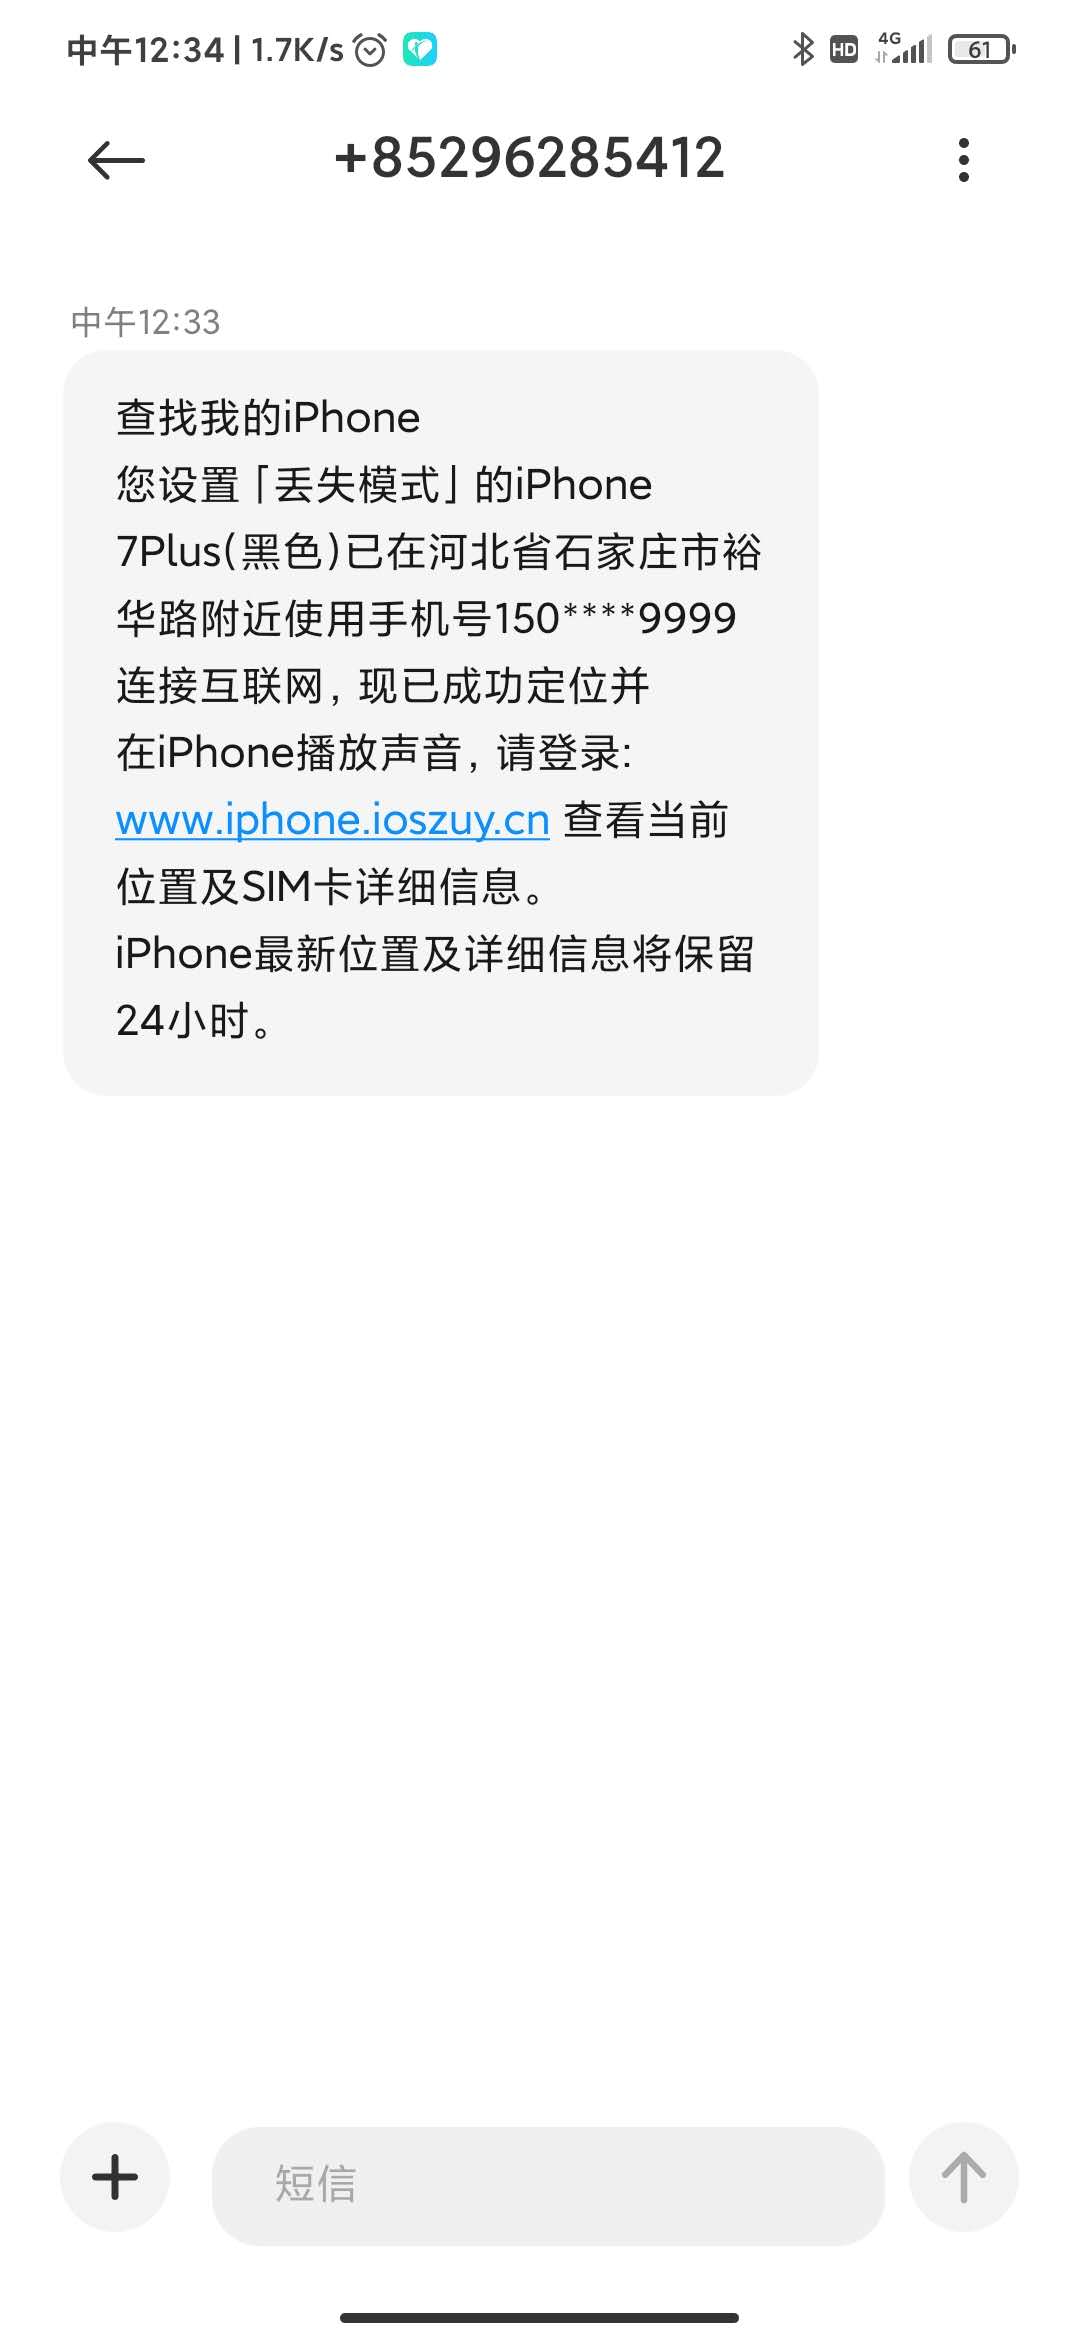 中午12:34 | 1.7K/s
HD 4G 61
+85296285412
中午12:33
查找我的iPhone
您设置「丢失模式」的iPhone
7Plus(黑色)已在河北省石家庄市裕
华路附近使用手机号150****9999
连接互联网，现已成功定位并
在iPhone播放声音，请登录:
www.iphone.ioszuy.cn 查看当前
位置及SIM卡详细信息。
iPhone最新位置及详细信息将保留
24小时。
短信